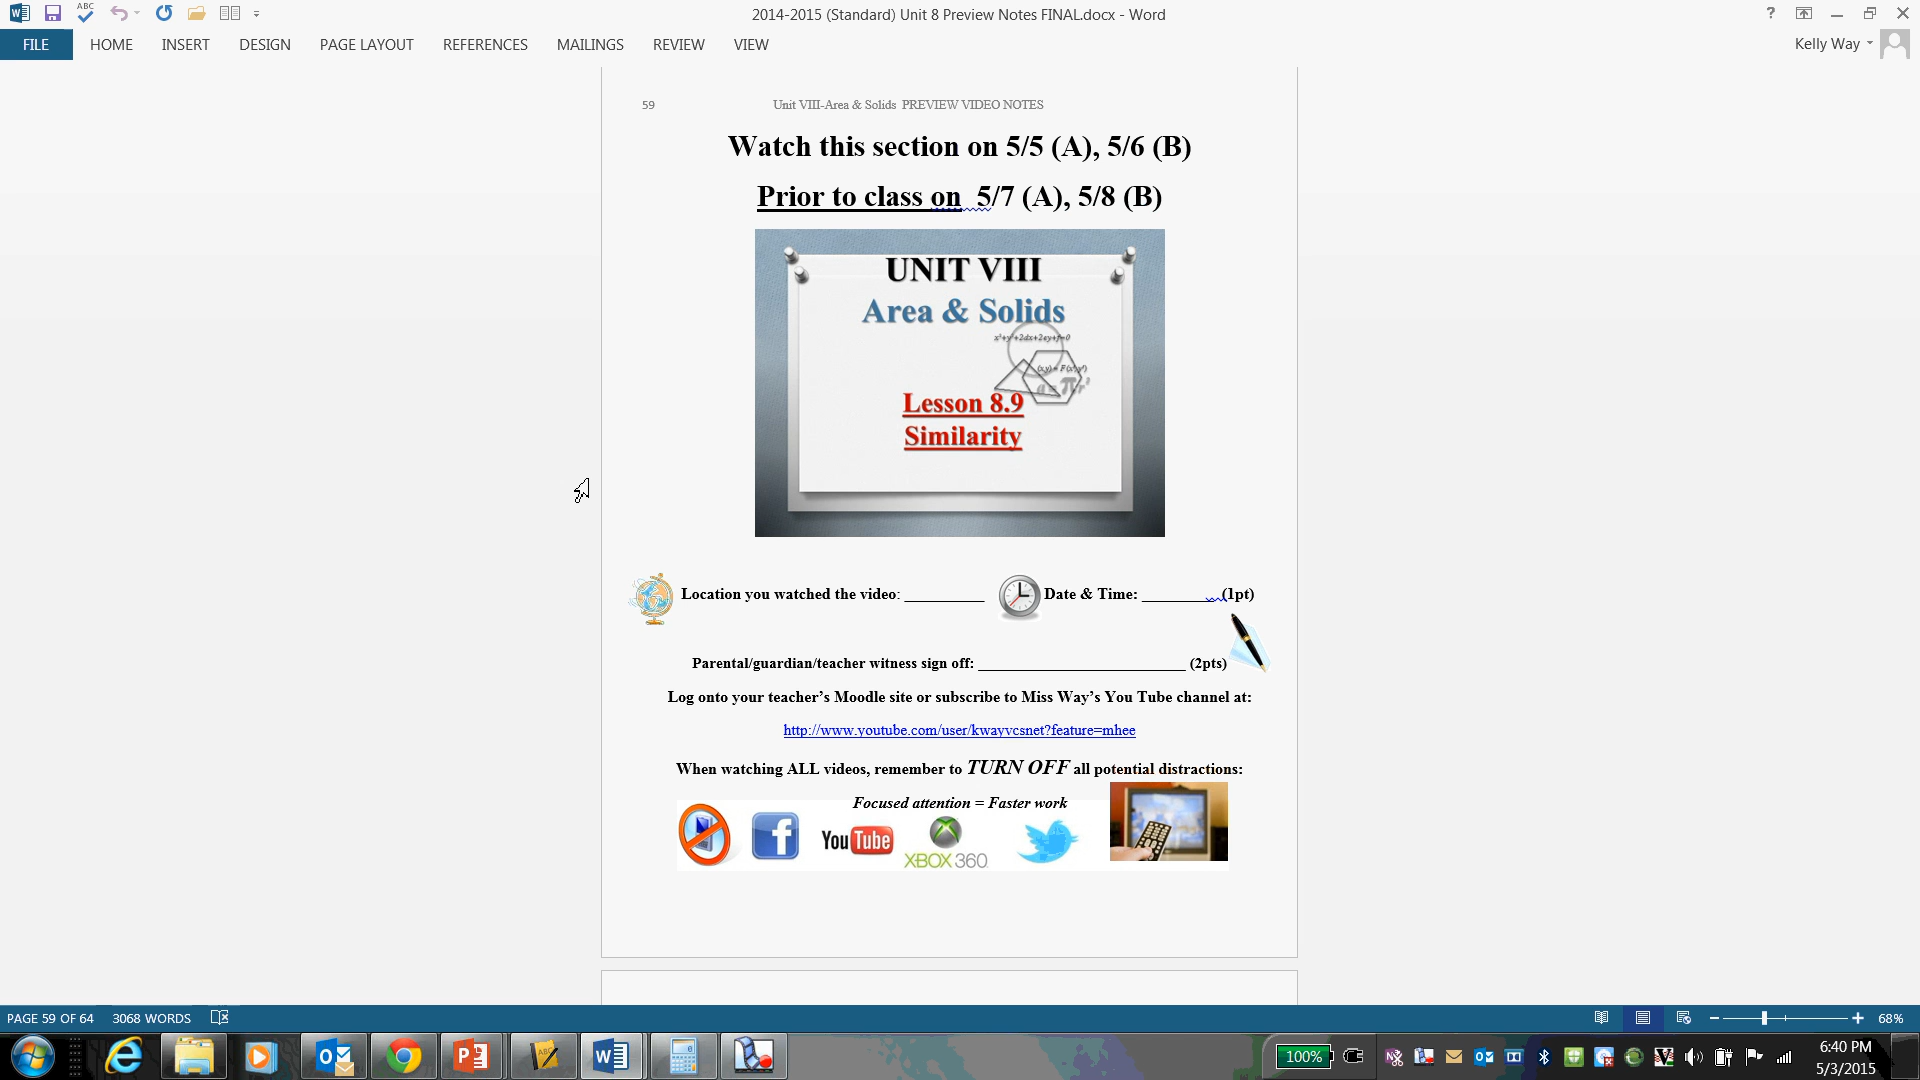 ABC
2014-2015 (Standard) Unit 8 Preview Notes FINAL.docx - Word
FILE HOME INSERT DESIGN PAGE LAYOUT REFERENCES MAILINGS REVIEW VIEW
Kelly Way
59 Unit VIII-Area & Solids PREVIEW VIDEO NOTES
Watch this section on 5/5 (A), 5/6 (B)
Prior to class on 5/7 (A), 5/8 (B)
UNIT VIII
Area & Solids
Lesson 8.9
Similarity
Location you watched the video: __________ Date & Time: _________ (1pt)
Parental/guardian/teacher witness sign off: __________________________ (2pts)
Log onto your teacher’s Moodle site or subscribe to Miss Way’s You Tube channel at:
http://www.youtube.com/user/kwayvcsnet?feature=mhee
When watching ALL videos, remember to TURN OFF all potential distractions:
Focused attention = Faster work
f
YouTube
XBOX 360
PAGE 59 OF 64 3068 WORDS
68%
100%
6:40 PM
5/3/2015